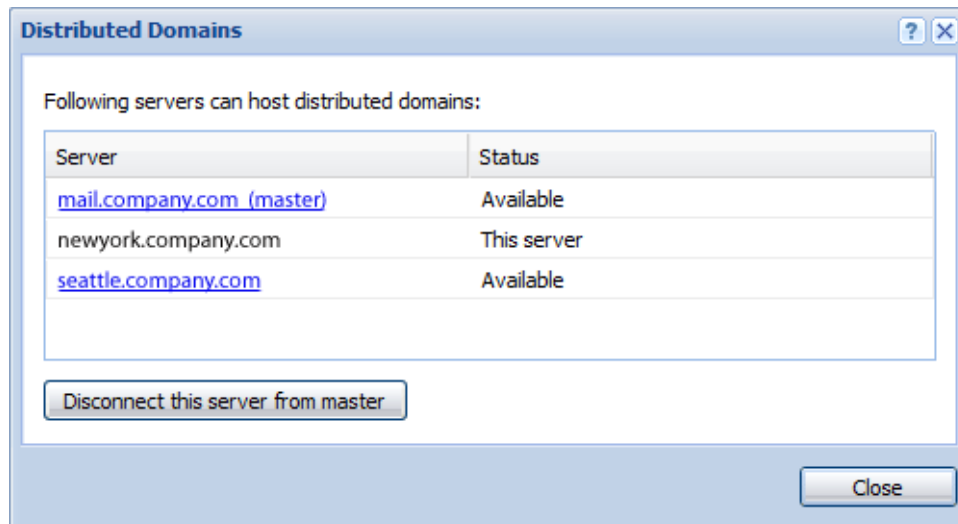 Distributed Domains
Following servers can host distributed domains:
Server Status
mail.company.com (master) Available
newyork.company.com This server
seattle.company.com Available
Disconnect this server from master
Close